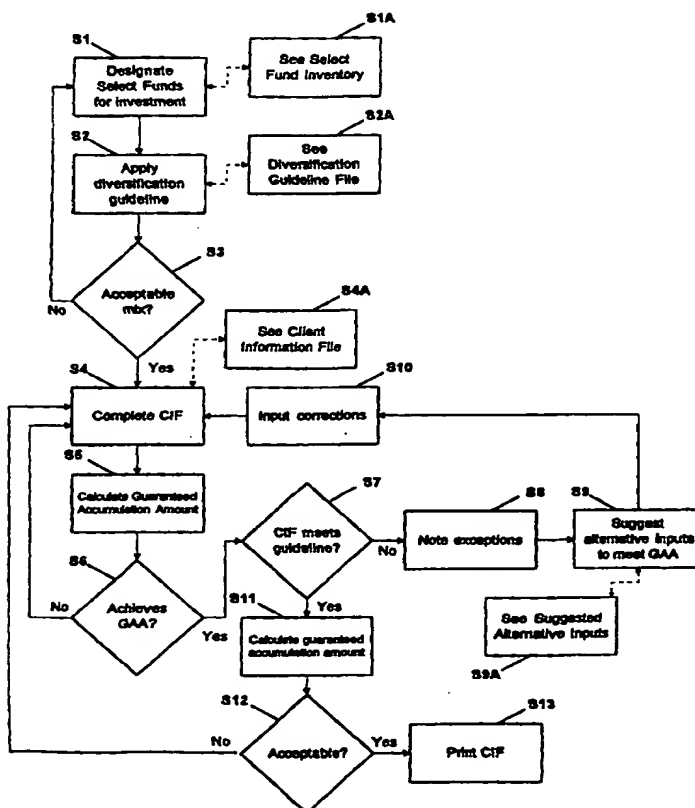 S1
S1A
Designate
Select Funds
for investment
See Select
Fund Inventory
S2
S2A
Apply
diversification
guideline
See
Diversification
Guideline File
S3
Acceptable
mix?
No
Yes
S4A
See Client
Information File
S4
Complete CIF
S10
Input corrections
S5
Calculate Guaranteed
Accumulation Amount
S6
Achieves
GAA?
No
Yes
S7
CIF meets
guideline?
No
Yes
S8
Note exceptions
S9
Suggest
alternative inputs
to meet GAA
See Suggested
Alternative Inputs
S9A
S11
Calculate guaranteed
accumulation amount
S12
Acceptable?
No
Yes
S13
Print CIF